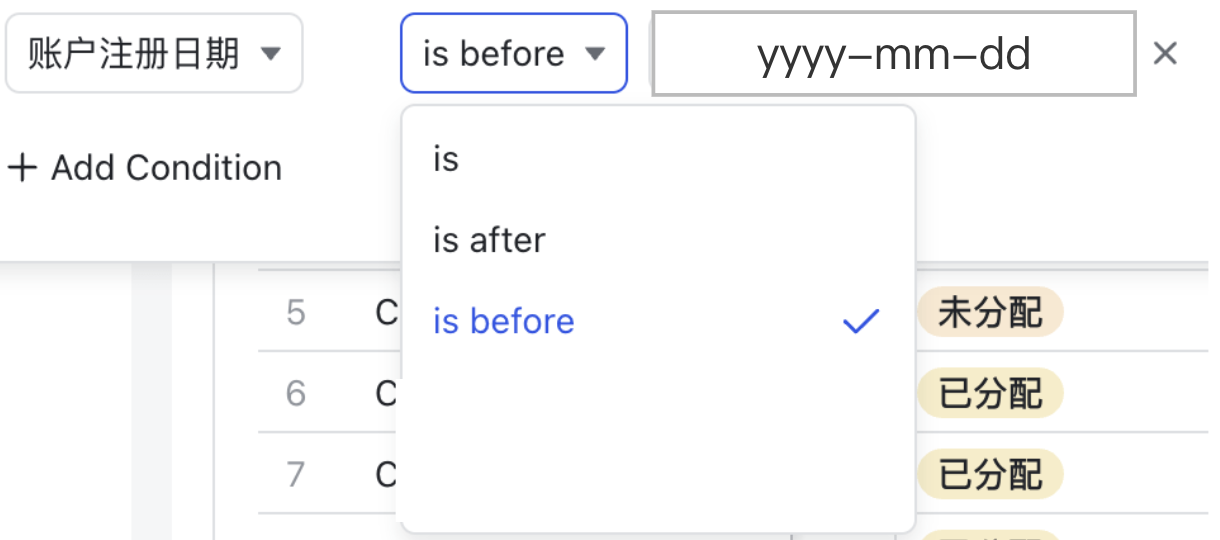 账户注册日期 is before yyyy-mm-dd
+ Add Condition
is
is after
is before
5 C 未分配
6 C 已分配
7 C 已分配